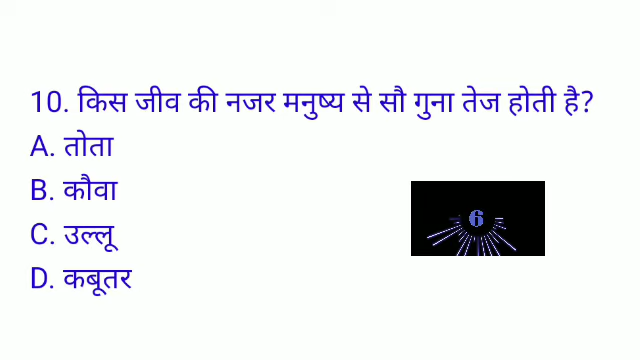 10. किस जीव की नजर मनुष्य से सौ गुना तेज होती है?
A. तोता
B. कौवा
C. उल्लू
D. कबूतर
6